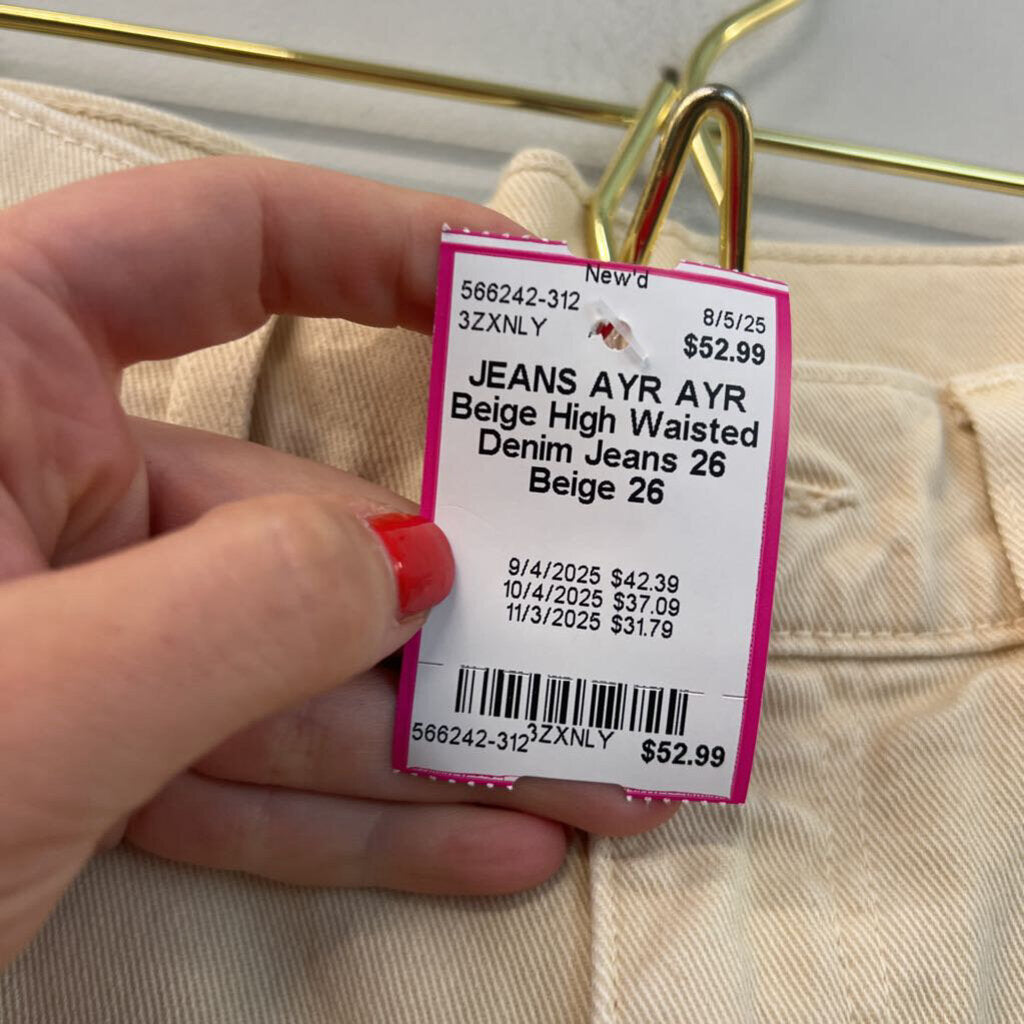 New'd
566242-312
3ZXNLY
8/5/25
$52.99
JEANS AYR AYR
Beige High Waisted
Denim Jeans 26
Beige 26
9/4/2025 $42.39
10/4/2025 $37.09
11/3/2025 $31.79
566242-312 3ZXNLY $52.99